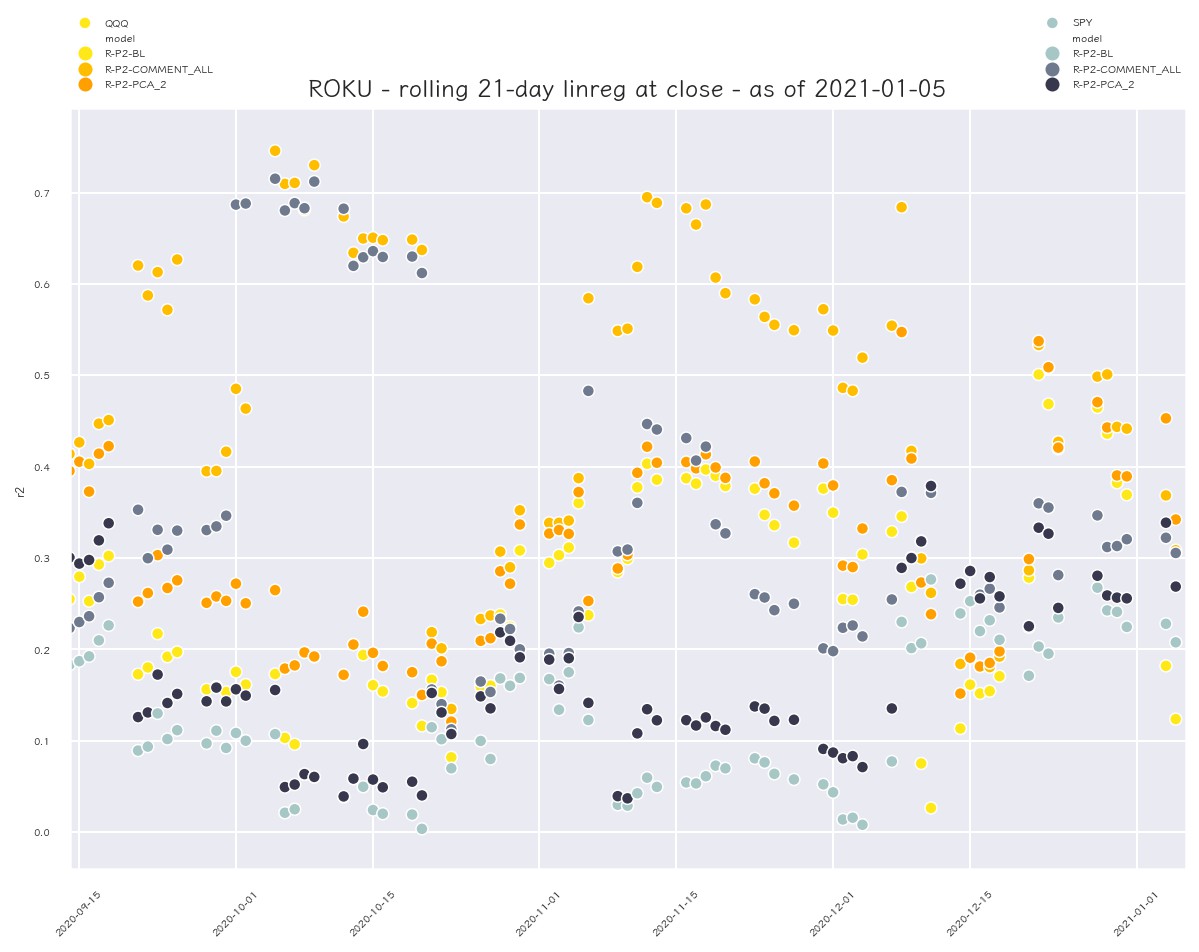 QQQ
model
R-P2-BL
R-P2-COMMENT_ALL
R-P2-PCA_2
SPY
model
R-P2-BL
R-P2-COMMENT_ALL
R-P2-PCA_2
ROKU - rolling 21-day linreg at close - as of 2021-01-05
0.7
0.6
0.5
0.4
0.3
0.2
0.1
0.0
r2
2020-09-15
2020-10-01
2020-10-15
2020-11-01
2020-11-15
2020-12-01
2020-12-15
2021-01-01